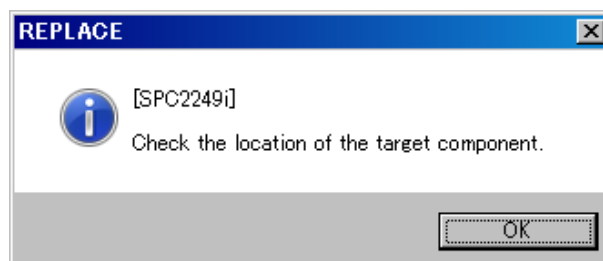 REPLACE
[SPC2249i]
Check the location of the target component.
OK